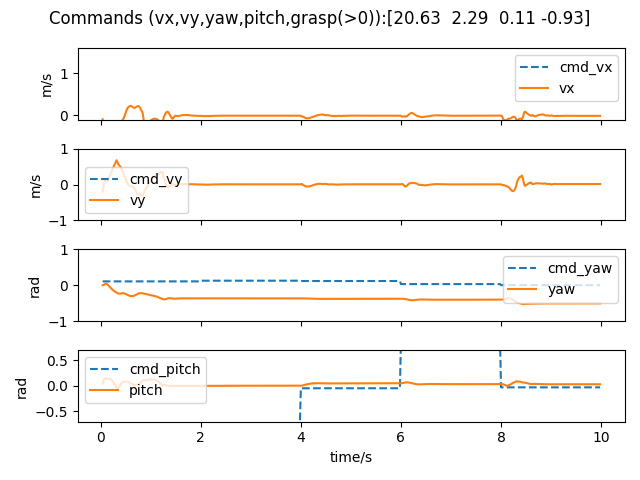 Commands (vx,vy,yaw,pitch,grasp(>0)):[20.63  2.29  0.11 -0.93]
1
0
m/s
cmd_vx
vx
1
0
−1
m/s
cmd_vy
vy
1
0
−1
rad
cmd_yaw
yaw
0.5
0.0
−0.5
rad
cmd_pitch
pitch
0 2 4 6 8 10
time/s